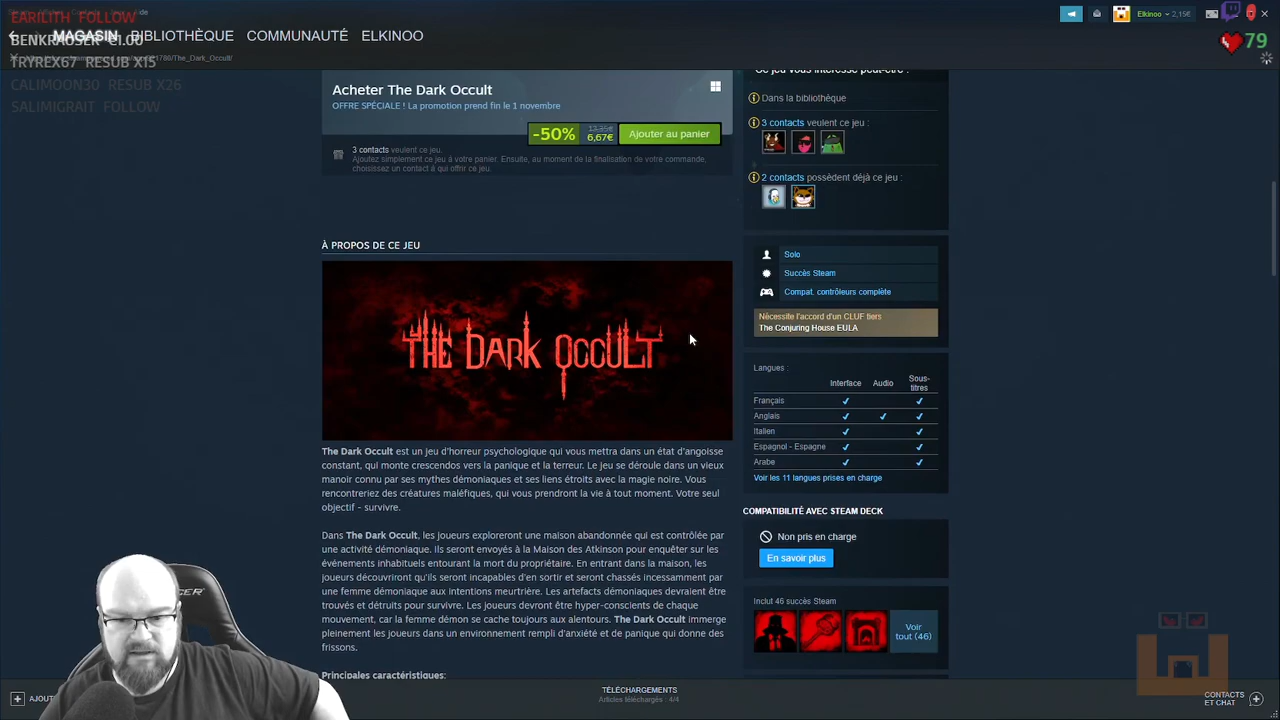 EARILITH FOLLOW
BENKRMOSER €1.00
TRYREX67 RESUB X15
CALIMOON30 RESUB X26
SALIMIGRAIT FOLLOW
MAGASIN
BIBLIOTHÈQUE
COMMUNAUTÉ
ELKINOO
/The_Dark_Occult/
Elkinoo
2,15€
79
Acheter The Dark Occult
OFFRE SPÉCIALE ! La promotion prend fin le 1 novembre
-50%
6,67€
Ajouter au panier
3 contacts veulent ce jeu.
Ajoutez simplement ce jeu à votre panier. Ensuite, au moment de la finalisation de votre commande,
choisissez un contact à qui offrir ce jeu.
À PROPOS DE CE JEU
THE DARK OCCULT
The Dark Occult est un jeu d'horreur psychologique qui vous mettra dans un état d'angoisse
constant, qui monte crescendos vers la panique et la terreur. Le jeu se déroule dans un vieux
manoir connu par ses mythes démoniaques et ses liens étroits avec la magie noire. Vous
rencontreriez des créatures maléfiques, qui vous prendront la vie à tout moment. Votre seul
objectif - survivre.
Dans The Dark Occult, les joueurs exploreront une maison abandonnée qui est contrôlée par
une activité démoniaque. Ils seront envoyés à la Maison des Atkinson pour enquêter sur les
événements inhabituels entourant la mort du propriétaire. En entrant dans la maison, les
joueurs découvriront qu'ils seront incapables d'en sortir et seront chassés incessamment par
une femme démoniaque aux intentions meurtrière. Les artefacts démoniaques devraient être
trouvés et détruits pour survivre. Les joueurs devront être hyper-conscients de chaque
mouvement, car la femme démon se cache toujours aux alentours. The Dark Occult immerge
pleinement les joueurs dans un environnement rempli d'anxiété et de panique qui donne des
frissons.
Principales caractéristiques:
Ce jeu vous intéresse peut-être :
Dans la bibliothèque
3 contacts veulent ce jeu :
2 contacts possèdent déjà ce jeu :
Solo
Succès Steam
Compat. contrôleurs complète
Nécessite l'accord d'un CLUF tiers
The Conjuring House EULA
Langues :
Interface Audio Sous-
titres
Français ✔ ✔
Anglais ✔ ✔ ✔
Italien ✔ ✔
Espagnol - Espagne ✔ ✔
Arabe ✔ ✔
Voir les 11 langues prises en charge
COMPATIBILITÉ AVEC STEAM DECK
Non pris en charge
En savoir plus
Inclut 46 succès Steam
Voir
tout (46)
AJOUT
TÉLÉCHARGEMENTS
Articles téléchargés : 4/4
CONTACTS
ET CHAT